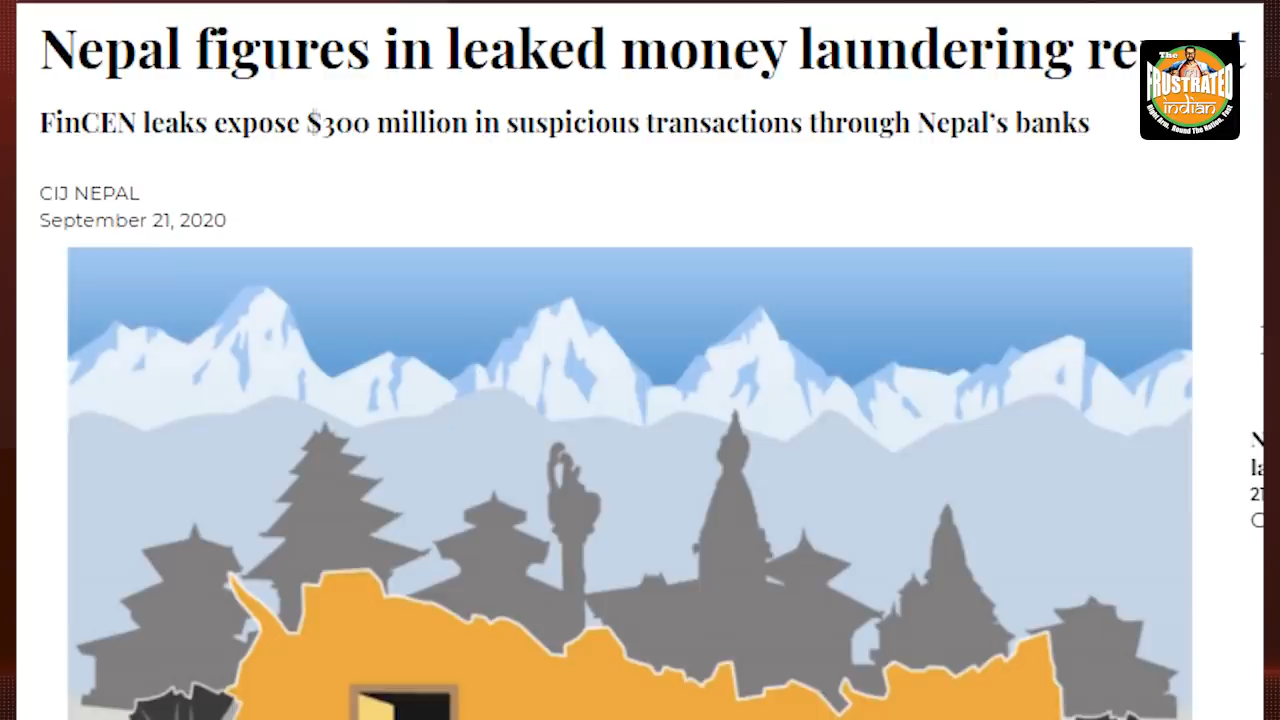 Nepal figures in leaked money laundering
FinCEN leaks expose $300 million in suspicious transactions through Nepal's banks
The
FRUSTRATED
indian
CIJ NEPAL
September 21, 2020